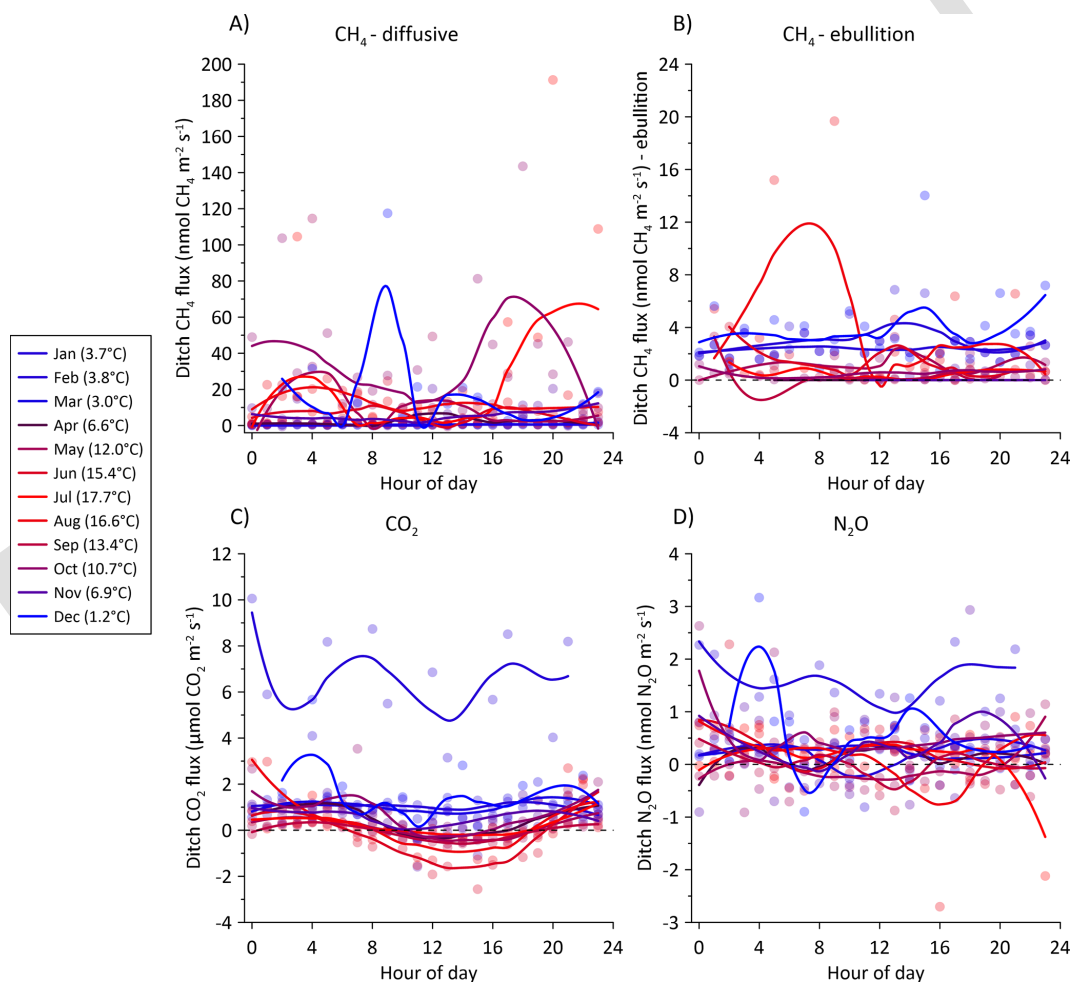 A)
CH₄ - diffusive
Ditch CH₄ flux (nmol CH₄ m⁻² s⁻¹)
200
180
160
140
120
100
80
60
40
20
0
0 4 8 12 16 20 24
Hour of day
B)
CH₄ - ebullition
Ditch CH₄ flux (nmol CH₄ m⁻² s⁻¹) - ebullition
24
20
16
12
8
4
0
-4
0 4 8 12 16 20 24
Hour of day
Jan (3.7°C)
Feb (3.8°C)
Mar (3.0°C)
Apr (6.6°C)
May (12.0°C)
Jun (15.4°C)
Jul (17.7°C)
Aug (16.6°C)
Sep (13.4°C)
Oct (10.7°C)
Nov (6.9°C)
Dec (1.2°C)
C)
CO₂
Ditch CO₂ flux (µmol CO₂ m⁻² s⁻¹)
12
10
8
6
4
2
0
-2
-4
0 4 8 12 16 20 24
Hour of day
D)
N₂O
Ditch N₂O flux (nmol N₂O m⁻² s⁻¹)
4
3
2
1
0
-1
-2
-3
0 4 8 12 16 20 24
Hour of day